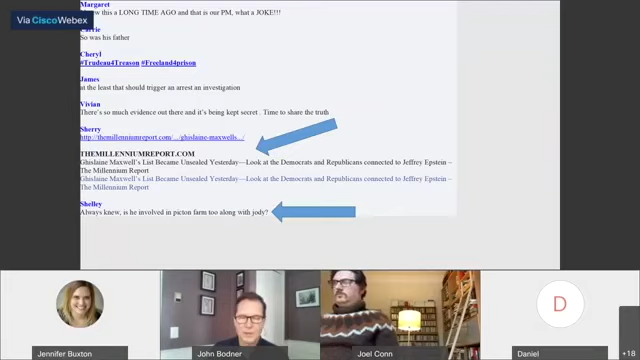 Margaret
Via Cisco Webex
this a LONG TIME AGO and that is our PM, what a JOKE!!!
So was his father
Cheryl
#Trudeau4Treason #Freeland4prison
James
at the least that should trigger an arrest an investigation
Vivian
There's so much evidence out there and it's being kept secret . Time to share the truth
Sherry
http://themillenniumreport.com/.../ghislaine-maxwells.../
THEMILLENNIUMREPORT.COM
Ghislaine Maxwell's List Became Unsealed Yesterday—Look at the Democrats and Republicans connected to Jeffrey Epstein –
The Millennium Report
Ghislaine Maxwell's List Became Unsealed Yesterday—Look at the Democrats and Republicans connected to Jeffrey Epstein –
The Millennium Report
Shelley
Always knew, is he involved in picton farm too along with jody?
D
Jennifer Buxton
John Bodner
Joel Conn
Daniel
+18